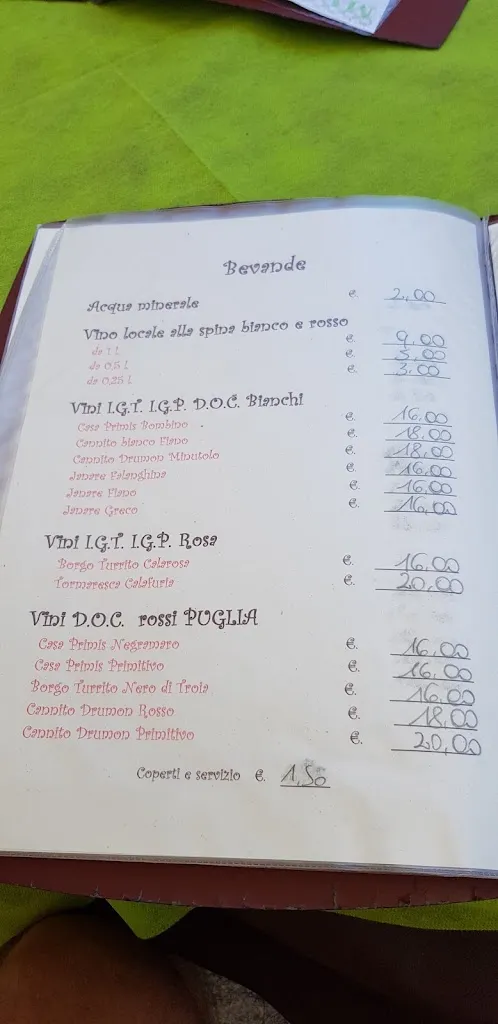 Bevande
Acqua minerale €. 2,00
Vino locale alla spina bianco e rosso
da 1 L €. 9.00
da 0,5 L €. 5,00
da 0,25 L €. 3.00
Vini I.G.T. I.G.P. D.O.C. Bianchi
Casa Primis Bombino €. 16.00
Cannito bianco Fiano €. 18.00
Cannito Drumon Minutolo €. 18,00
Janare Falanghina €. 16.00
Janare Fiano €. 16,00
Janare Greco €. 16,00
Vini I.G.T. I.G.P. Rosa
Borgo Turrito Calarosa €. 16.00
Tormaresca Calafuria €. 20,00
Vini D.O.C. rossi PUGLIA
Casa Primis Negramaro €. 16.00
Casa Primis Primitivo €. 16.00
Borgo Turrito Nero di Troia €. 16.00
Cannito Drumon Rosso €. 18.00
Cannito Drumon Primitivo €. 20,00
Coperti e servizio €. 1,50